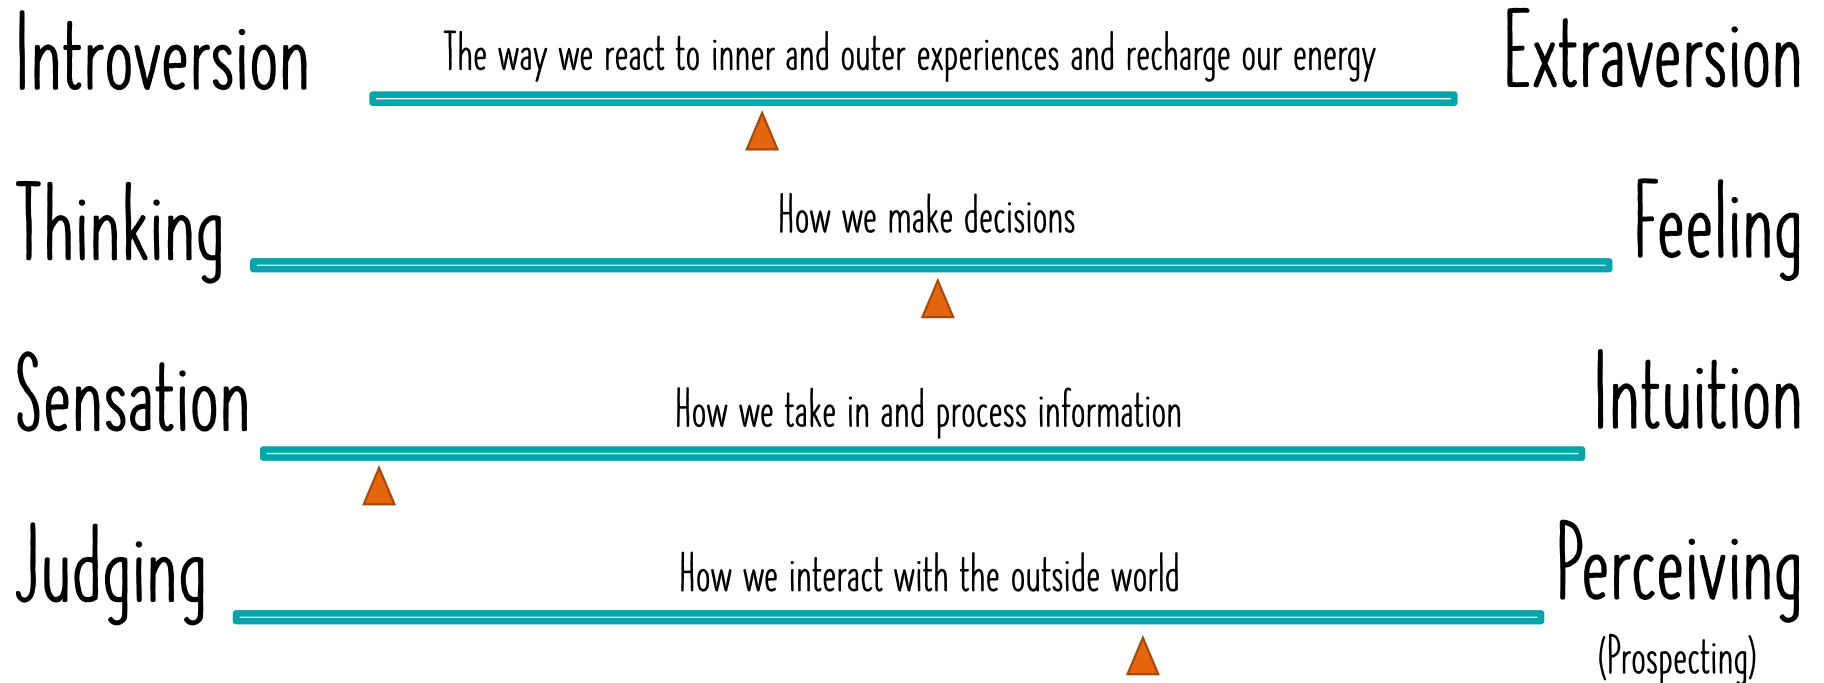 Introversion
The way we react to inner and outer experiences and recharge our energy
Extraversion
Thinking
How we make decisions
Feeling
Sensation
How we take in and process information
Intuition
Judging
How we interact with the outside world
Perceiving
(Prospecting)